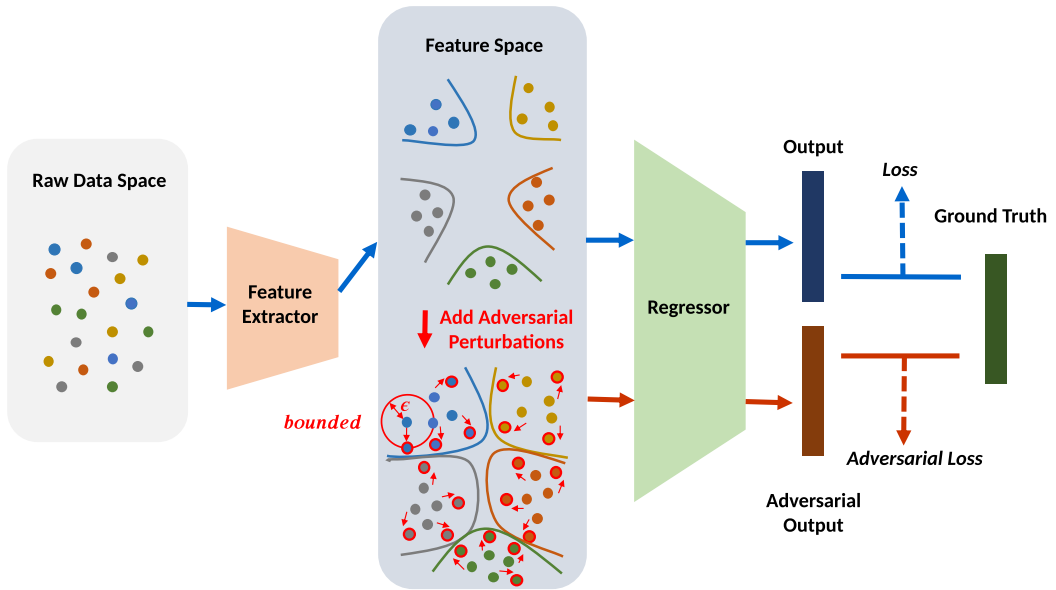 Feature Space
Raw Data Space
Feature
Extractor
Add Adversarial
Perturbations
bounded
ϵ
Regressor
Output
Loss
Ground Truth
Adversarial Loss
Adversarial
Output